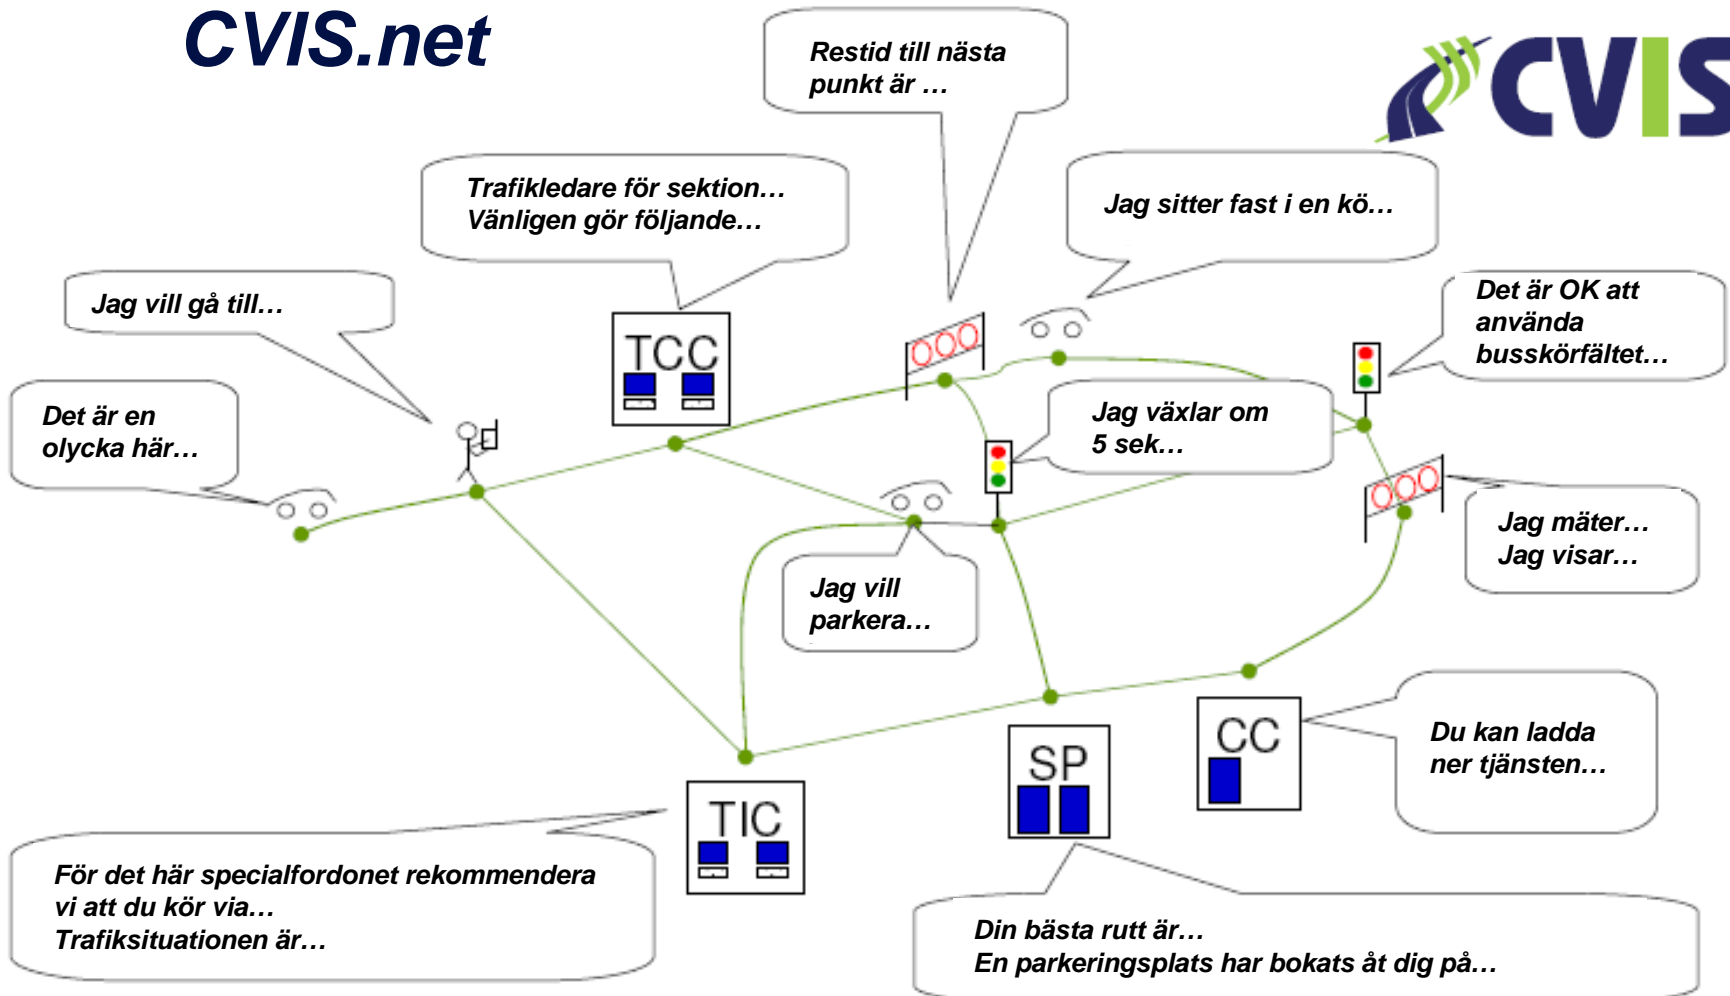 CVIS.net
CVIS
Restid till nästa
punkt är …
Trafikledare för sektion…
Vänligen gör följande…
Jag sitter fast i en kö…
Jag vill gå till…
Det är OK att
använda
busskörfältet…
TCC
Det är en
olycka här…
Jag växlar om
5 sek…
Jag mäter…
Jag visar…
Jag vill
parkera…
CC
Du kan ladda
ner tjänsten…
SP
TIC
För det här specialfordonet rekommendera
vi att du kör via…
Trafiksituationen är…
Din bästa rutt är…
En parkeringsplats har bokats åt dig på…